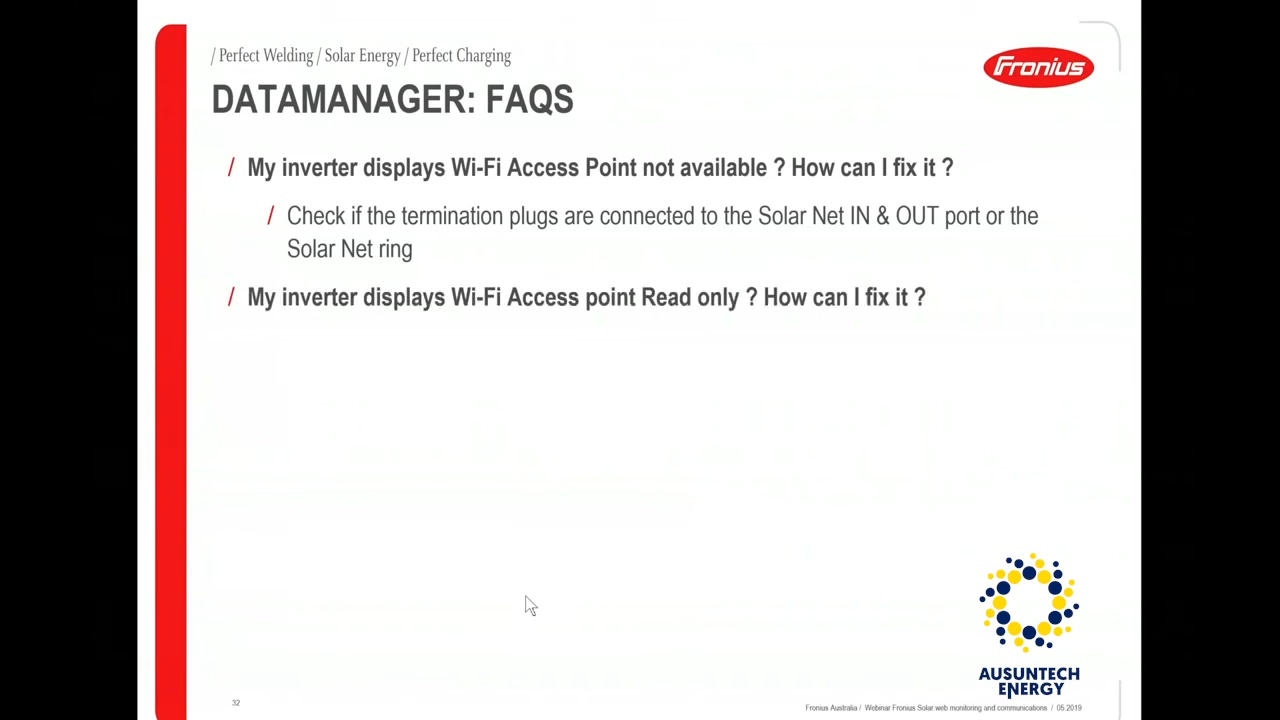 / Perfect Welding / Solar Energy / Perfect Charging
Fronius
DATAMANAGER: FAQS
/ My inverter displays Wi-Fi Access Point not available ? How can I fix it ?
/ Check if the termination plugs are connected to the Solar Net IN & OUT port or the
Solar Net ring
/ My inverter displays Wi-Fi Access point Read only ? How can I fix it ?
AUSUNTECH
ENERGY
32
Fronius Australia / Webinar Fronius Solar web monitoring and communications / 05.2019